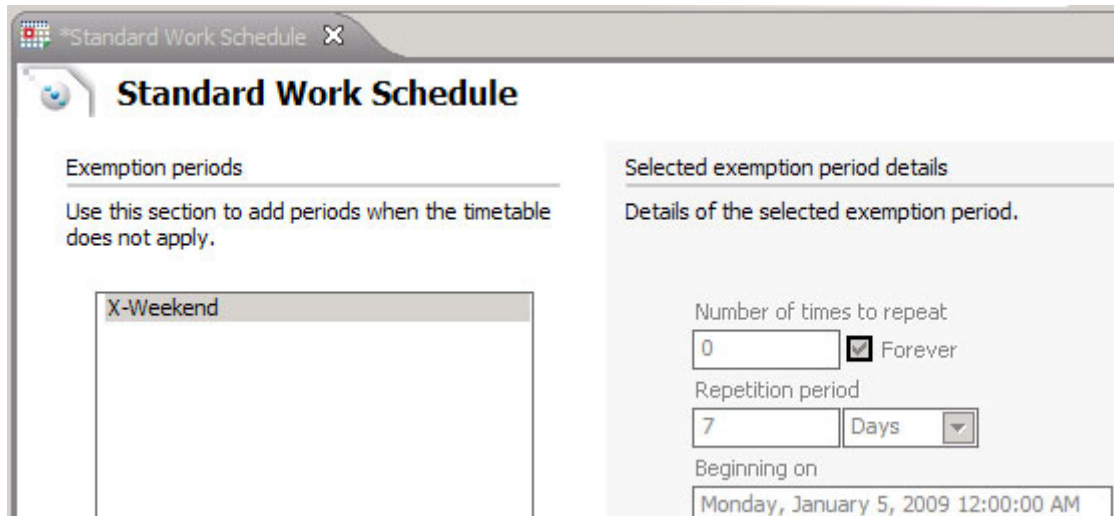 *Standard Work Schedule
Standard Work Schedule
Exemption periods
Use this section to add periods when the timetable
does not apply.
X-Weekend
Selected exemption period details
Details of the selected exemption period.
Number of times to repeat
0 Forever
Repetition period
7 Days
Beginning on
Monday, January 5, 2009 12:00:00 AM